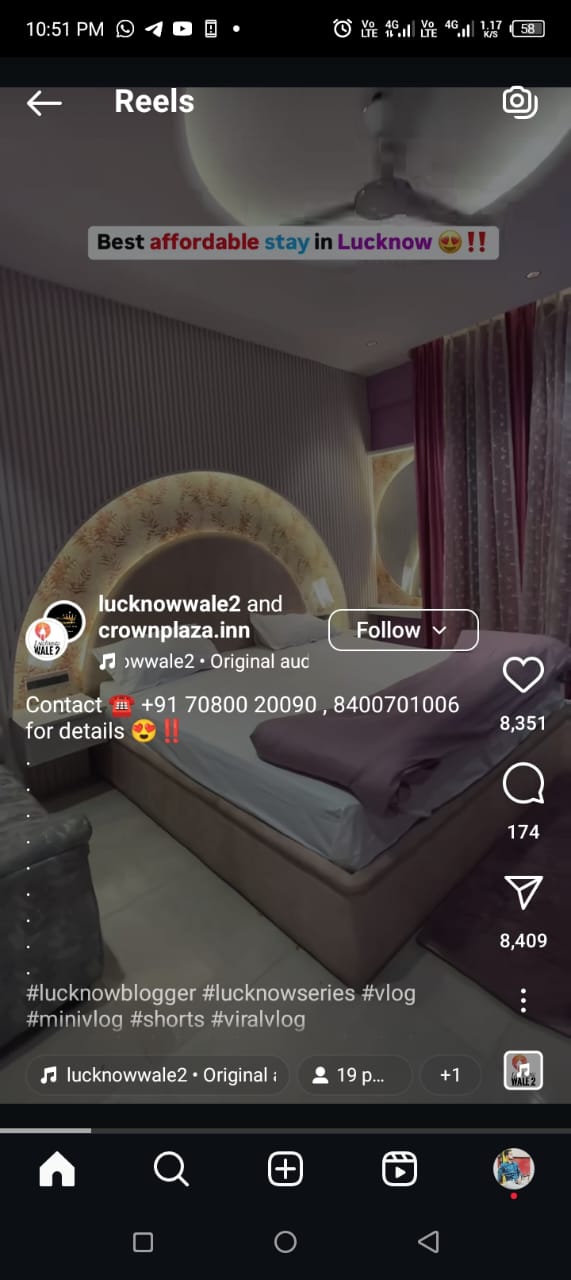 10:51 PM
Vo LTE 4G Vo LTE 4G 1.17 K/S 58
Reels
Best affordable stay in Lucknow 😍‼️
lucknowwale2 and
crownplaza.inn
Follow
owwale2 • Original aud
Contact ☎️ +91 70800 20090 , 8400701006
for details 😍‼️
.
.
.
.
.
.
.
.
.
#lucknowblogger #lucknowseries #vlog
#minivlog #shorts #viralvlog
8,351
174
8,409
lucknowwale2 • Original
19 p...
+1
WALE 2